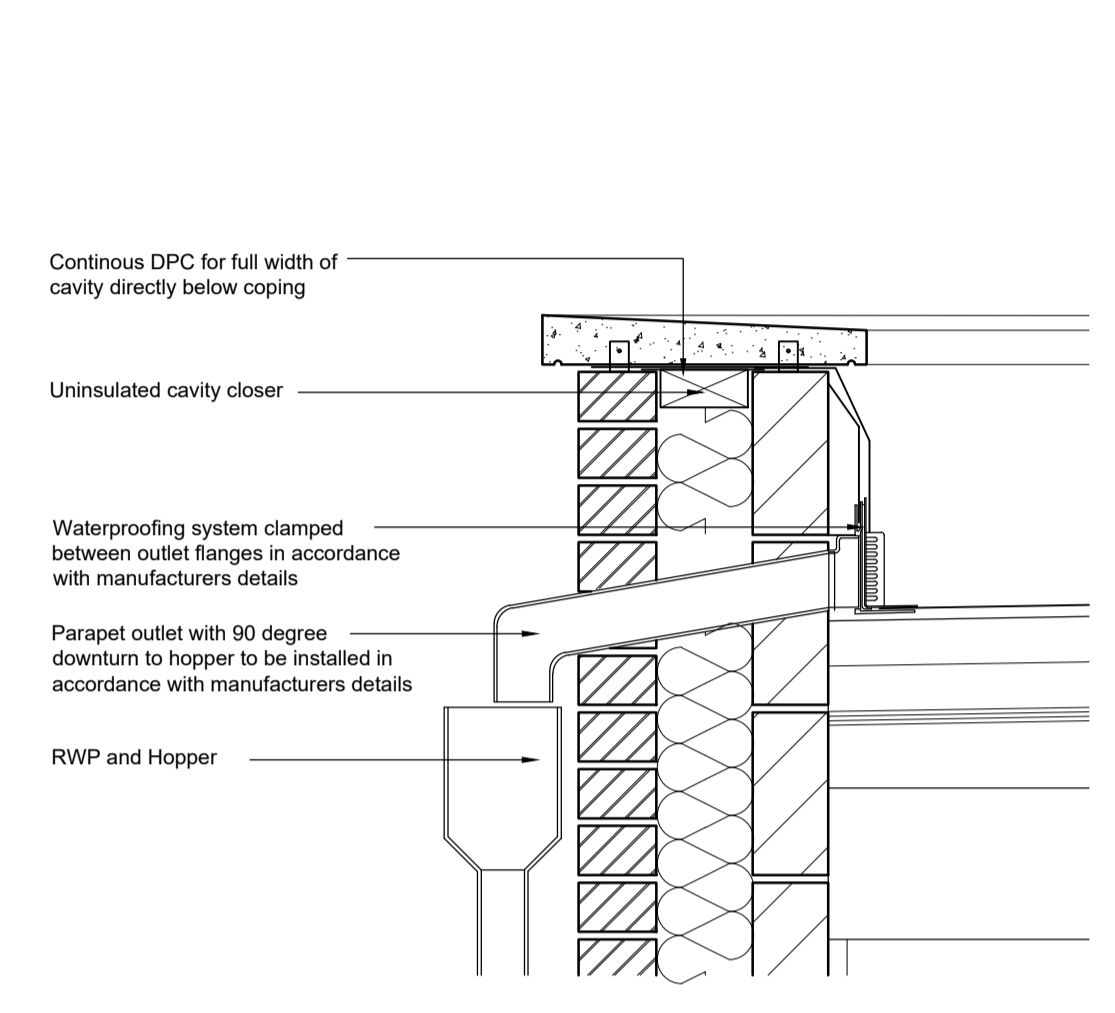 Continous DPC for full width of
cavity directly below coping
Uninsulated cavity closer
Waterproofing system clamped
between outlet flanges in accordance
with manufacturers details
Parapet outlet with 90 degree
downturn to hopper to be installed in
accordance with manufacturers details
RWP and Hopper